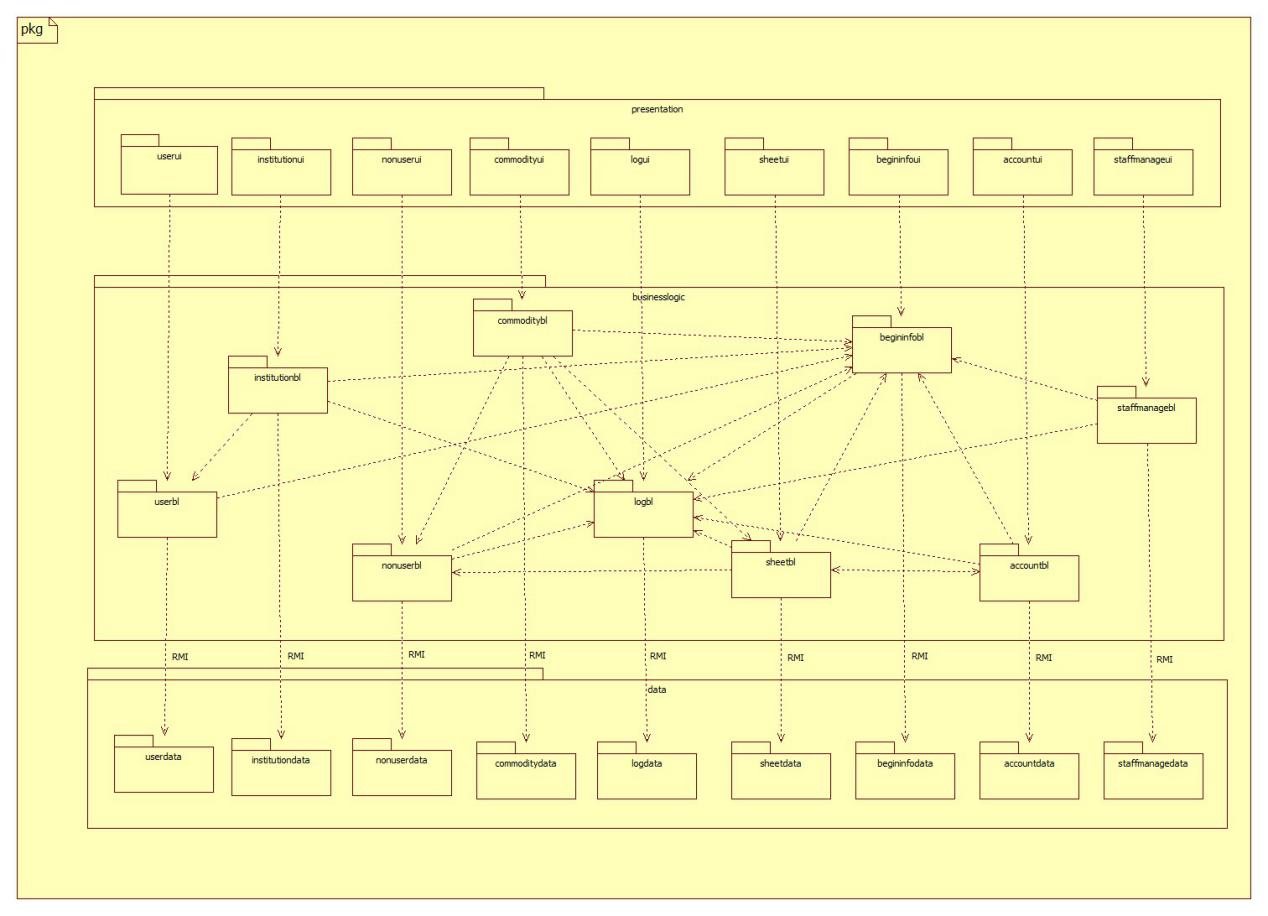 pkg
presentation
userui
institutionui
nonuserui
commodityui
logui
sheetui
begininfoui
accountui
staffmanageui
businesslogic
commoditybl
begininfobl
institutionbl
staffmanagebl
userbl
logbl
nonuserbl
sheetbl
accountbl
RMI
RMI
RMI
RMI
RMI
RMI
RMI
RMI
RMI
data
userdata
institutiondata
nonuserdata
commoditydata
logdata
sheetdata
begininfodata
accountdata
staffmanagedata